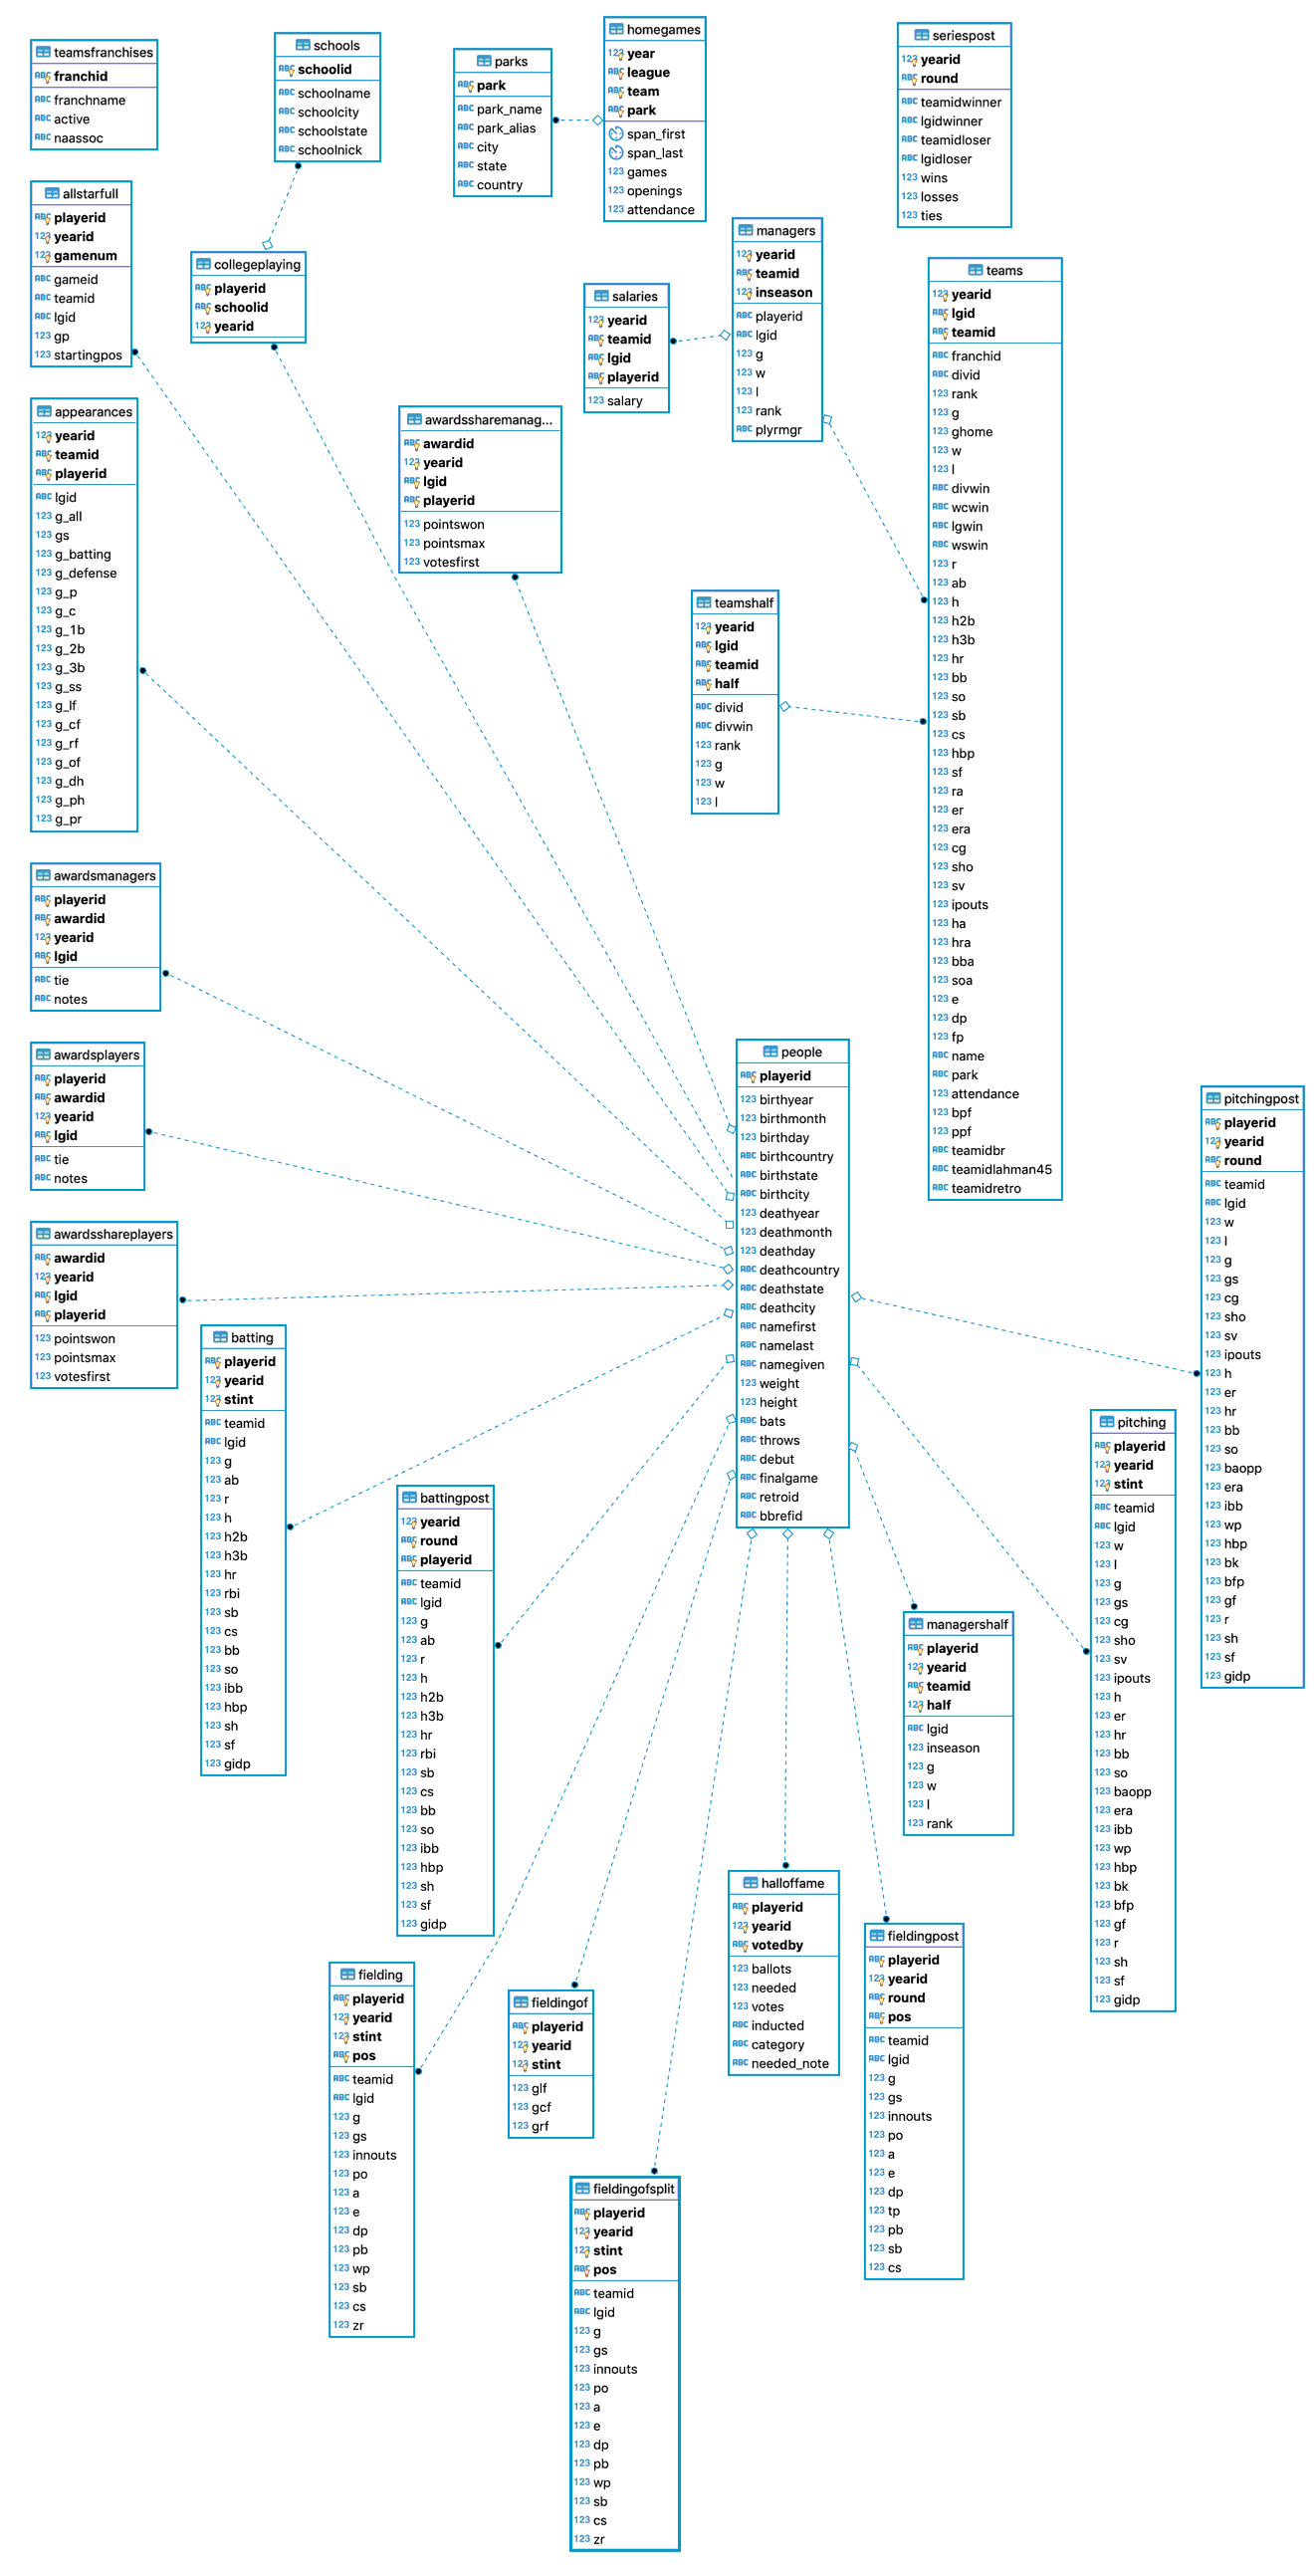 teamsfranchises
franchid
franchname
active
naassoc
schools
schoolid
schoolname
schoolcity
schoolstate
schoolnick
parks
park
park_name
park_alias
city
state
country
homegames
year
league
team
park
span_first
span_last
games
openings
attendance
seriespost
yearid
round
teamidwinner
lgidwinner
teamidloser
lgidloser
wins
losses
ties
allstarfull
playerid
yearid
gamenum
gameid
teamid
lgid
gp
startingpos
collegeplaying
playerid
schoolid
yearid
salaries
yearid
teamid
lgid
playerid
salary
managers
yearid
teamid
inseason
playerid
lgid
g
w
l
rank
plyrmgr
teams
yearid
lgid
teamid
franchid
divid
rank
g
ghome
w
l
divwin
wcwin
lgwin
wswin
r
ab
h
h2b
h3b
hr
bb
so
sb
cs
hbp
sf
ra
er
era
cg
sho
sv
ipouts
ha
hra
bba
soa
e
dp
fp
name
park
attendance
bpf
ppf
teamidbr
teamidlahman45
teamidretro
appearances
yearid
teamid
playerid
lgid
g_all
gs
g_batting
g_defense
g_p
g_c
g_1b
g_2b
g_3b
g_ss
g_lf
g_cf
g_rf
g_of
g_dh
g_ph
g_pr
awardssharemanag...
awardid
yearid
lgid
playerid
pointswon
pointsmax
votesfirst
teamshalf
yearid
lgid
teamid
half
divid
divwin
rank
g
w
l
awardsmanagers
playerid
awardid
yearid
lgid
tie
notes
awardsplayers
playerid
awardid
yearid
lgid
tie
notes
awardsshareplayers
awardid
yearid
lgid
playerid
pointswon
pointsmax
votesfirst
people
playerid
birthyear
birthmonth
birthday
birthcountry
birthstate
birthcity
deathyear
deathmonth
deathday
deathcountry
deathstate
deathcity
namefirst
namelast
namegiven
weight
height
bats
throws
debut
finalgame
retroid
bbrefid
pitchingpost
playerid
yearid
round
teamid
lgid
w
l
g
gs
cg
sho
sv
ipouts
h
er
hr
bb
so
baopp
era
ibb
wp
hbp
bk
bfp
gf
r
sh
sf
gidp
batting
playerid
yearid
stint
teamid
lgid
g
ab
r
h
h2b
h3b
hr
rbi
sb
cs
bb
so
ibb
hbp
sh
sf
gidp
battingpost
yearid
round
playerid
teamid
lgid
g
ab
r
h
h2b
h3b
hr
rbi
sb
cs
bb
so
ibb
hbp
sh
sf
gidp
pitching
playerid
yearid
stint
teamid
lgid
w
l
g
gs
cg
sho
sv
ipouts
h
er
hr
bb
so
baopp
era
ibb
wp
hbp
bk
bfp
gf
r
sh
sf
gidp
managershalf
playerid
yearid
teamid
half
lgid
inseason
g
w
l
rank
halloffame
playerid
yearid
votedby
ballots
needed
votes
inducted
category
needed_note
fieldingpost
playerid
yearid
round
pos
teamid
lgid
g
gs
innouts
po
a
e
dp
tp
pb
sb
cs
fielding
playerid
yearid
stint
pos
teamid
lgid
g
gs
innouts
po
a
e
dp
pb
wp
sb
cs
zr
fieldingof
playerid
yearid
stint
glf
gcf
grf
fieldingofsplit
playerid
yearid
stint
pos
teamid
lgid
g
gs
innouts
po
a
e
dp
pb
wp
sb
cs
zr